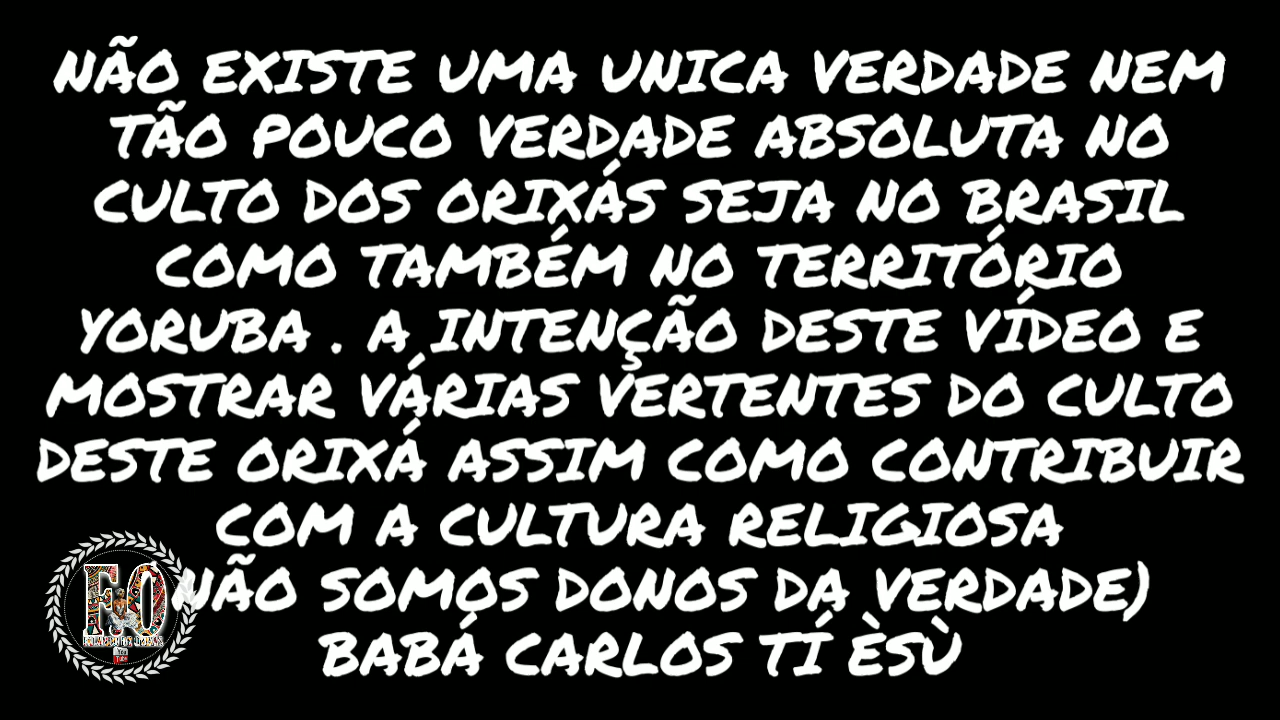 NÃO EXISTE UMA UNICA VERDADE NEM
TÃO POUCO VERDADE ABSOLUTA NO
CULTO DOS ORIXÁS SEJA NO BRASIL
COMO TAMBÉM NO TERRITÓRIO
YORUBA . A INTENÇÃO DESTE VÍDEO E
MOSTRAR VÁRIAS VERTENTES DO CULTO
DESTE ORIXÁ ASSIM COMO CONTRIBUIR
COM A CULTURA RELIGIOSA
NÃO SOMOS DONOS DA VERDADE)
BABÁ CARLOS TÍ ÈSÙ
You
Tube